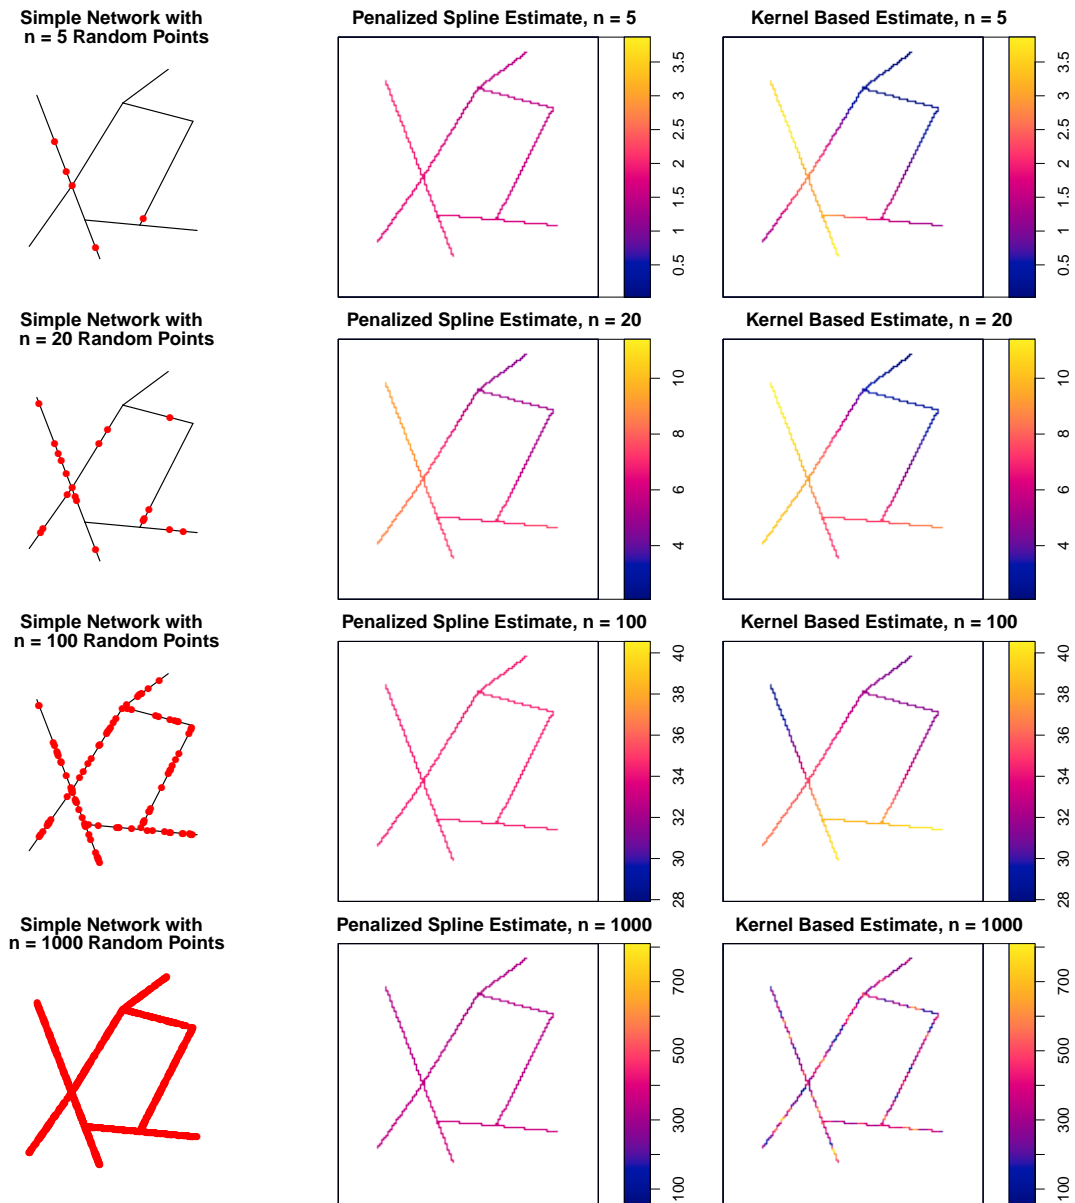 Simple Network with
n = 5 Random Points
Penalized Spline Estimate, n = 5
0.5 1 1.5 2 2.5 3 3.5
Kernel Based Estimate, n = 5
0.5 1 1.5 2 2.5 3 3.5
Simple Network with
n = 20 Random Points
Penalized Spline Estimate, n = 20
4 6 8 10
Kernel Based Estimate, n = 20
4 6 8 10
Simple Network with
n = 100 Random Points
Penalized Spline Estimate, n = 100
28 30 32 34 36 38 40
Kernel Based Estimate, n = 100
28 30 32 34 36 38 40
Simple Network with
n = 1000 Random Points
Penalized Spline Estimate, n = 1000
100 300 500 700
Kernel Based Estimate, n = 1000
100 300 500 700